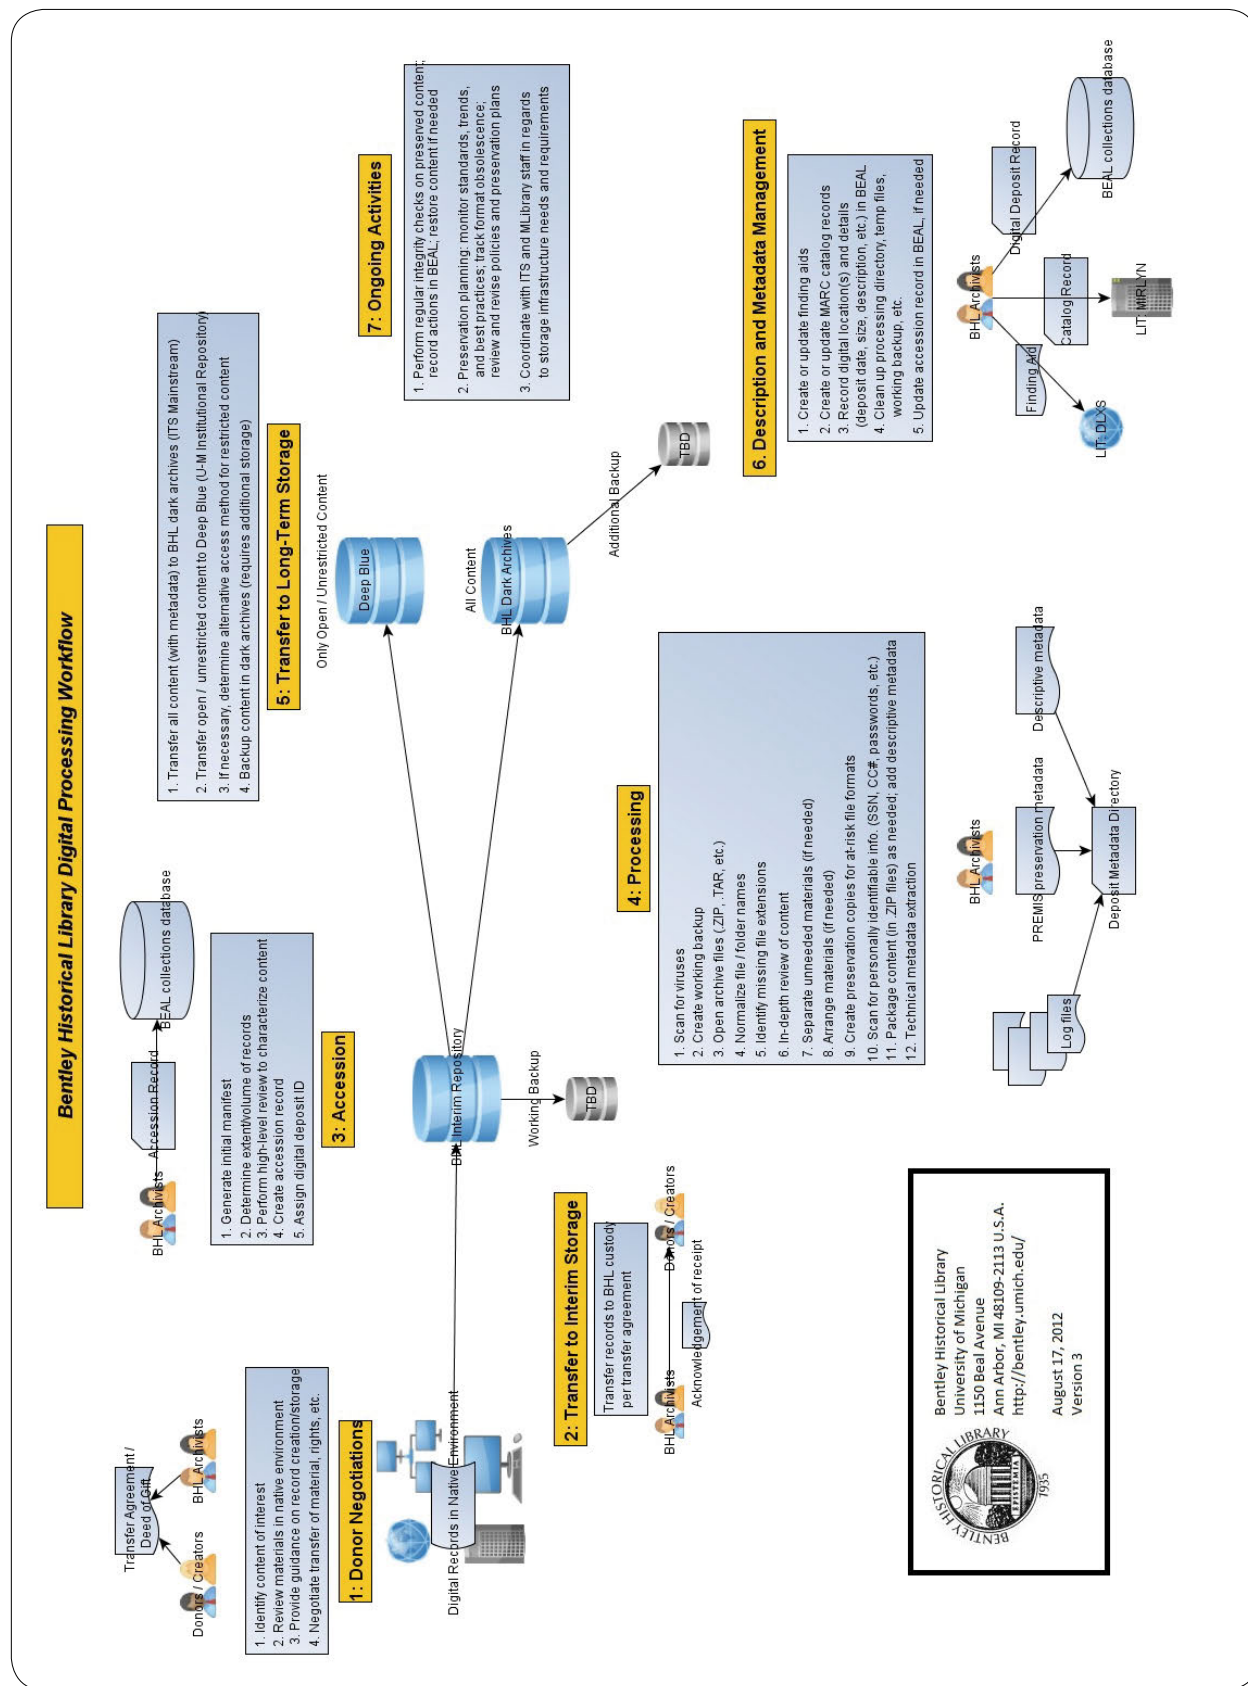 Bentley Historical Library Digital Processing Workflow
Transfer Agreement /
Deed of Gift
Donors / Creators
BHL Archivists
1. Identify content of interest
2. Review materials in native environment
3. Provide guidance on record creation/storage
4. Negotiate transfer of material, rights, etc.
1: Donor Negotiations
Digital Records in Native Environment
2: Transfer to Interim Storage
Transfer records to BHL custody
per transfer agreement
BHL Archivists
Donors / Creators
Acknowledgement of receipt
BHL Archivists
Accession Record
BEAL collections database
1. Generate initial manifest
2. Determine extent/volume of records
3. Perform high-level review to characterize content
4. Create accession record
5. Assign digital deposit ID
3: Accession
BHL Interim Repository
Working Backup
TBD
4: Processing
1. Scan for viruses
2. Create working backup
3. Open archive files (.ZIP, .TAR, etc.)
4. Normalize file / folder names
5. Identify missing file extensions
6. In-depth review of content
7. Separate unneeded materials (if needed)
8. Arrange materials (if needed)
9. Create preservation copies for at-risk file formats
10. Scan for personally identifiable info. (SSN, CC#, passwords, etc.)
11. Package content (in .ZIP files) as needed; add descriptive metadata
12. Technical metadata extraction
BHL Archivists
Log files
PREMIS preservation metadata
Descriptive metadata
Deposit Metadata Directory
1. Transfer all content (with metadata) to BHL dark archives (ITS Mainstream)
2. Transfer open / unrestricted content to Deep Blue (U-M Institutional Repository)
3. If necessary, determine alternative access method for restricted content
4. Backup content in dark archives (requires additional storage)
5: Transfer to Long-Term Storage
Only Open / Unrestricted Content
Deep Blue
All Content
BHL Dark Archives
Additional Backup
TBD
6. Description and Metadata Management
1. Create or update finding aids
2. Create or update MARC catalog records
3. Record digital location(s) and details
(deposit date, size, description, etc.) in BEAL
4. Clean up processing directory, temp files,
working backup, etc.
5. Update accession record in BEAL, if needed
BHL Archivists
Finding Aid
Catalog Record
Digital Deposit Record
LIT: DLXS
LIT: MIRLYN
BEAL collections database
7: Ongoing Activities
1. Perform regular integrity checks on preserved content;
record actions in BEAL; restore content if needed
2. Preservation planning: monitor standards, trends,
and best practices; track format obsolescence;
review and revise policies and preservation plans
3. Coordinate with ITS and MLibrary staff in regards
to storage infrastructure needs and requirements
BENTLEY HISTORICAL LIBRARY
EPISTEMIA
1935
Bentley Historical Library
University of Michigan
1150 Beal Avenue
Ann Arbor, MI 48109-2113 U.S.A.
http://bentley.umich.edu/
August 17, 2012
Version 3